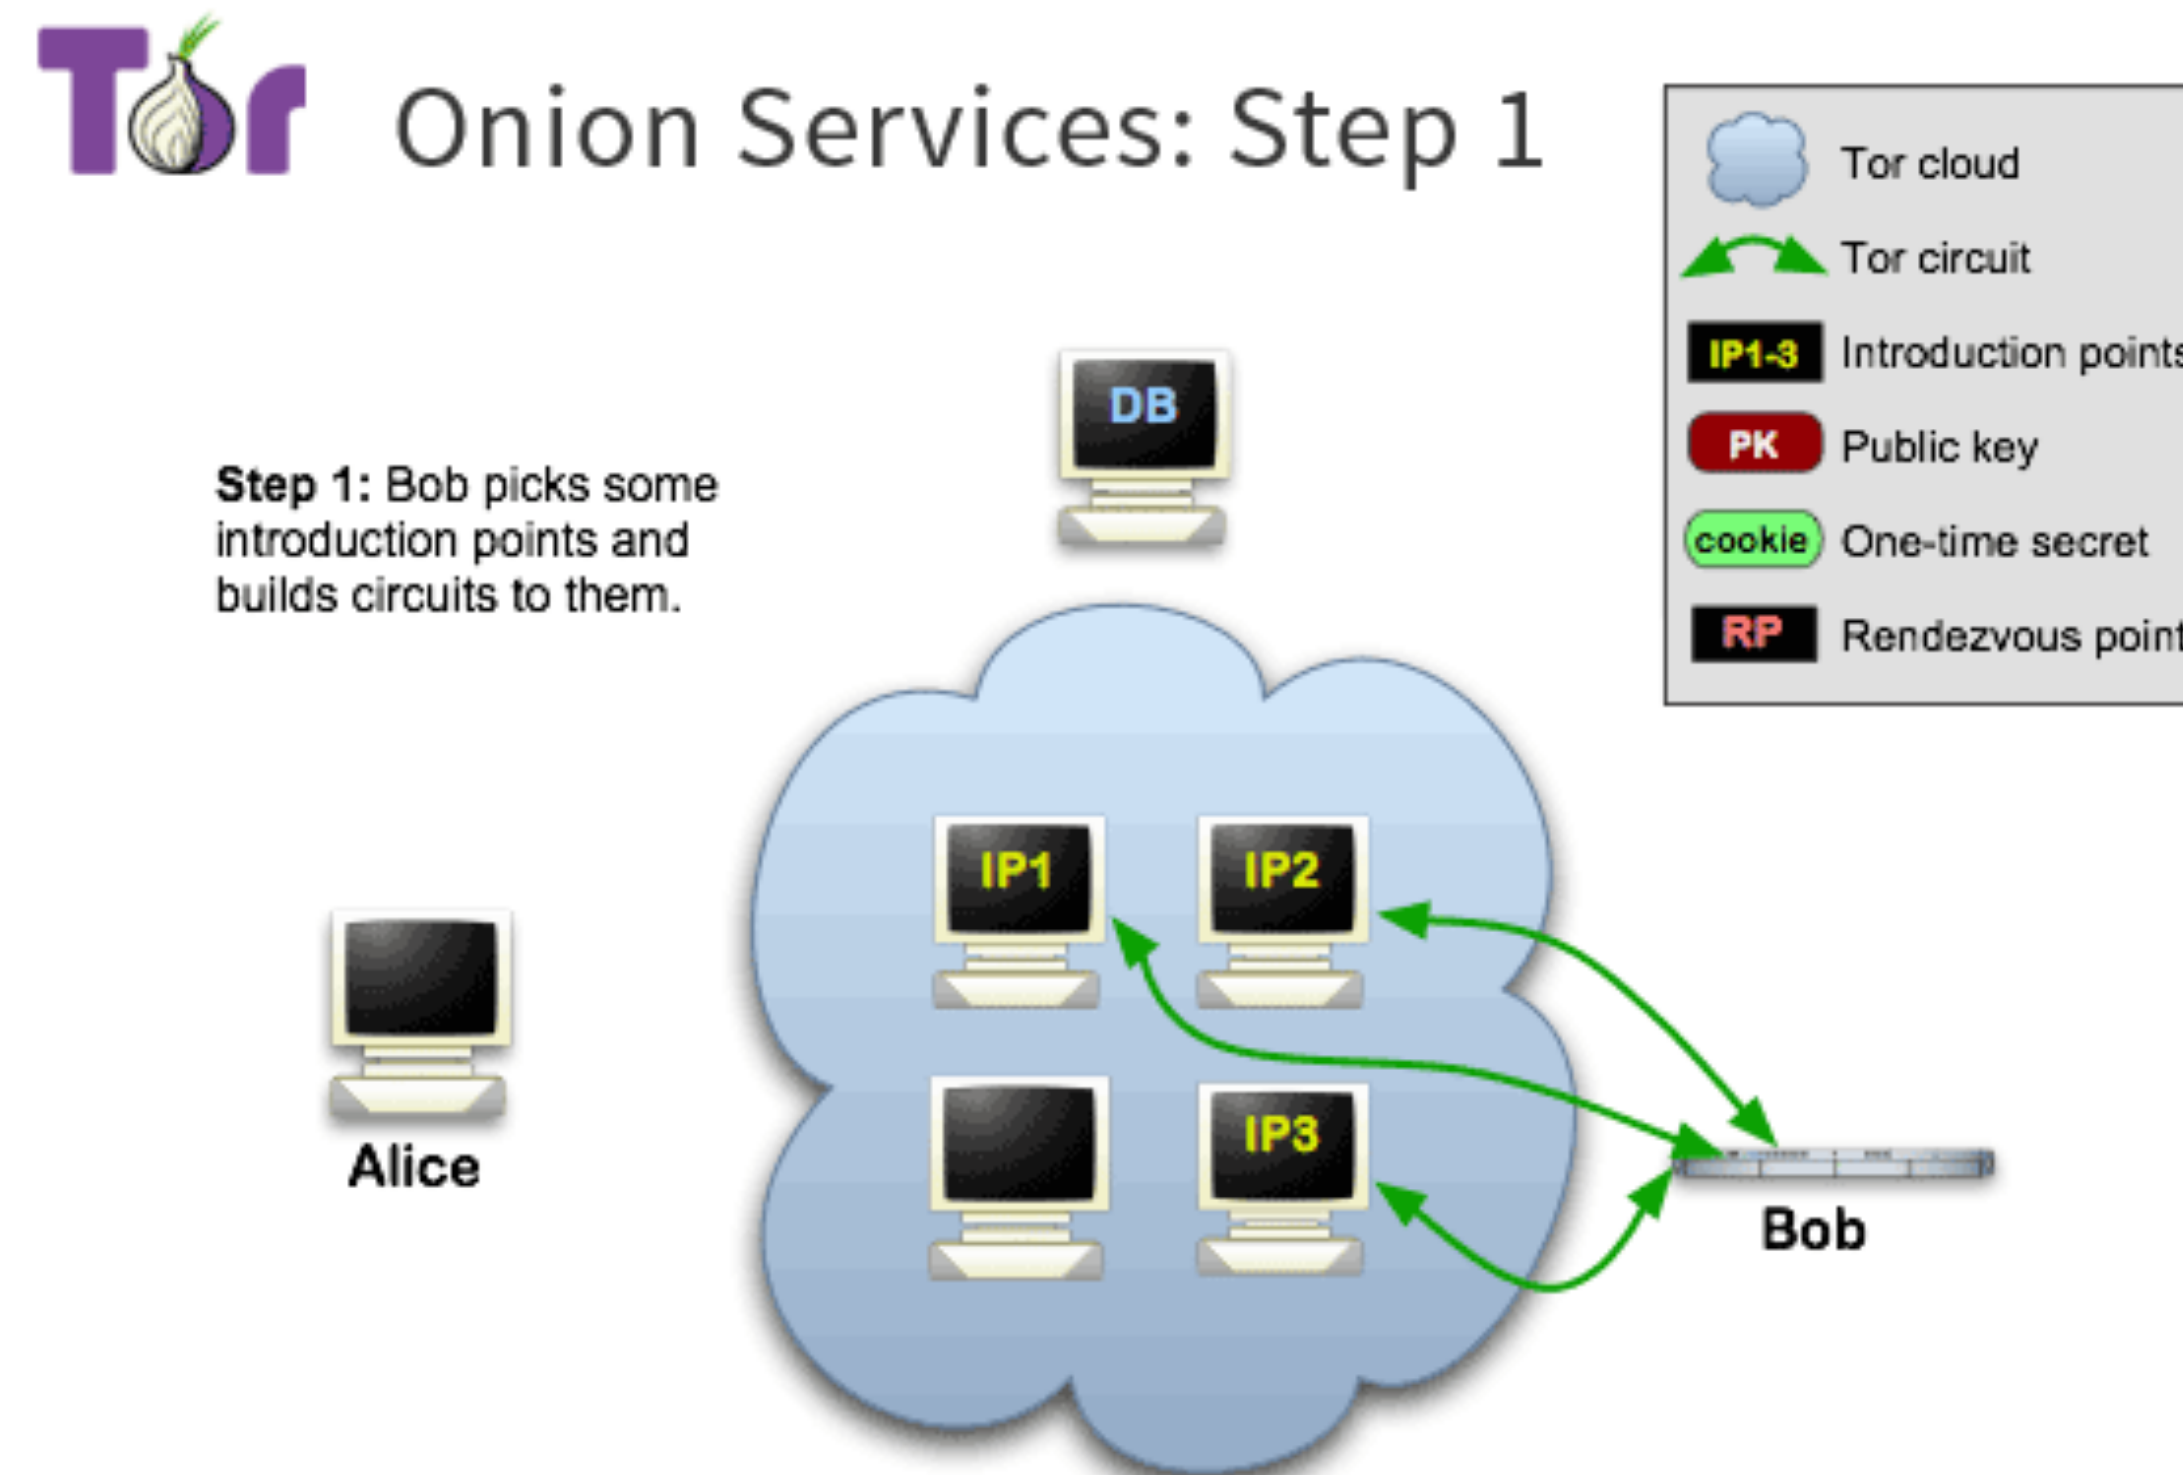 Tor Onion Services: Step 1
Tor cloud
Tor circuit
IP1-3 Introduction points
PK Public key
cookie One-time secret
RP Rendezvous point
DB
Step 1: Bob picks some
introduction points and
builds circuits to them.
IP1 IP2
IP3
Alice
Bob